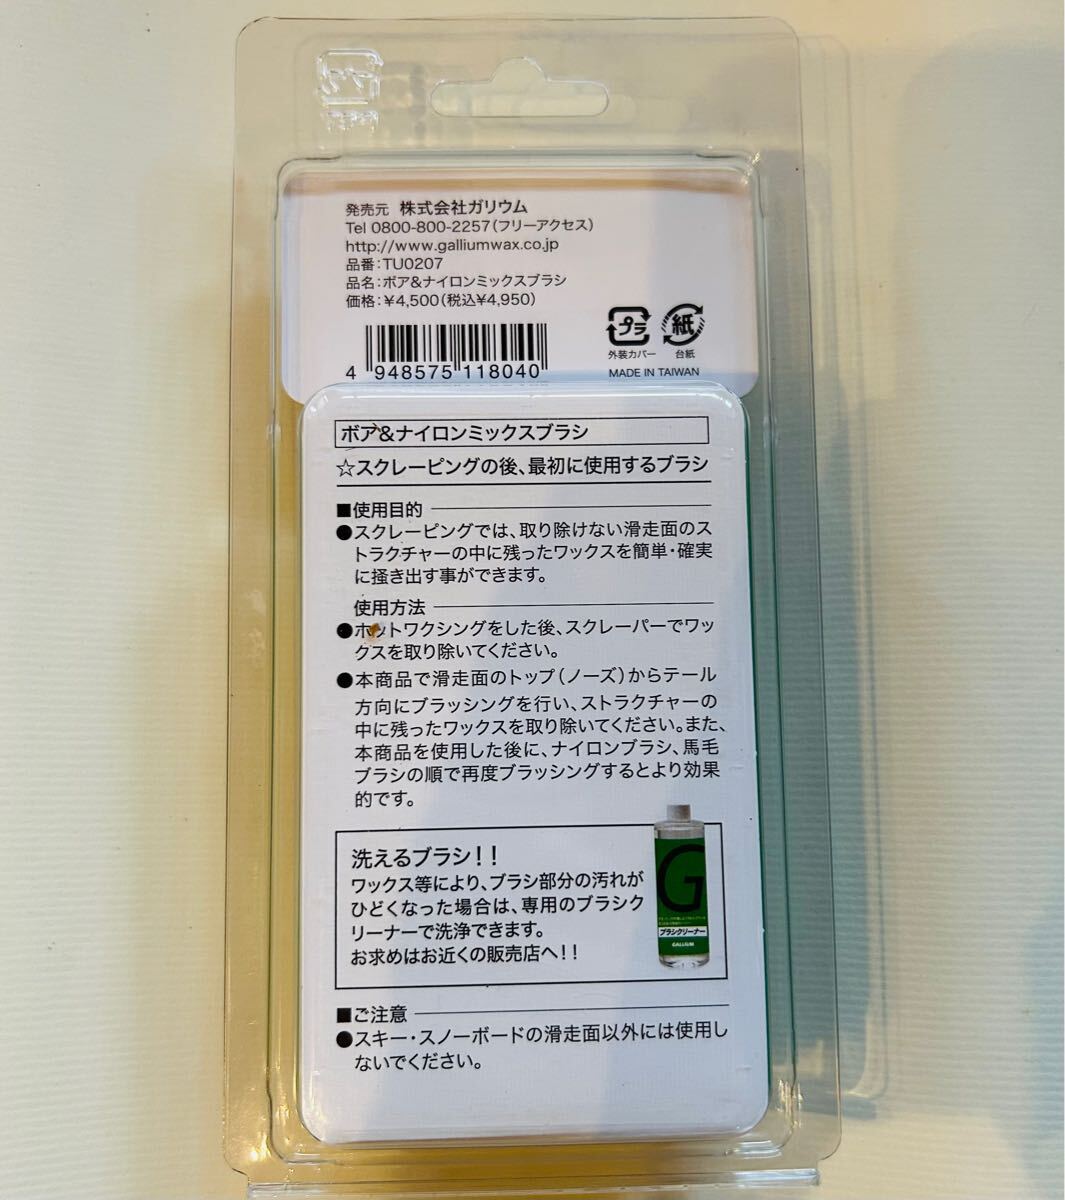 発売元 株式会社ガリウム
Tel 0800-800-2257(フリーアクセス)
http://www.galliumwax.co.jp
品番:TU0207
品名:ボア&ナイロンミックスブラシ
価格:¥4,500(税込¥4,950)
4 948575 118040
プラ
外装カバー
紙
台紙
MADE IN TAIWAN
ボア&ナイロンミックスブラシ
☆スクレーピングの後、最初に使用するブラシ
■使用目的
●スクレーピングでは、取り除けない滑走面のス
トラクチャーの中に残ったワックスを簡単・確実
に掻き出す事ができます。
使用方法
●ホットワクシングをした後、スクレーパーでワッ
クスを取り除いてください。
●本商品で滑走面のトップ(ノーズ)からテール
方向にブラッシングを行い、ストラクチャーの
中に残ったワックスを取り除いてください。また、
本商品を使用した後に、ナイロンブラシ、馬毛
ブラシの順で再度ブラッシングするとより効果
的です。
洗えるブラシ!!
ワックス等により、ブラシ部分の汚れが
ひどくなった場合は、専用のブラシク
リーナーで洗浄できます。
お求めはお近くの販売店へ!!
G
ブラシクリーナー
GALLIUM
■ご注意
●スキー・スノーボードの滑走面以外には使用し
ないでください。